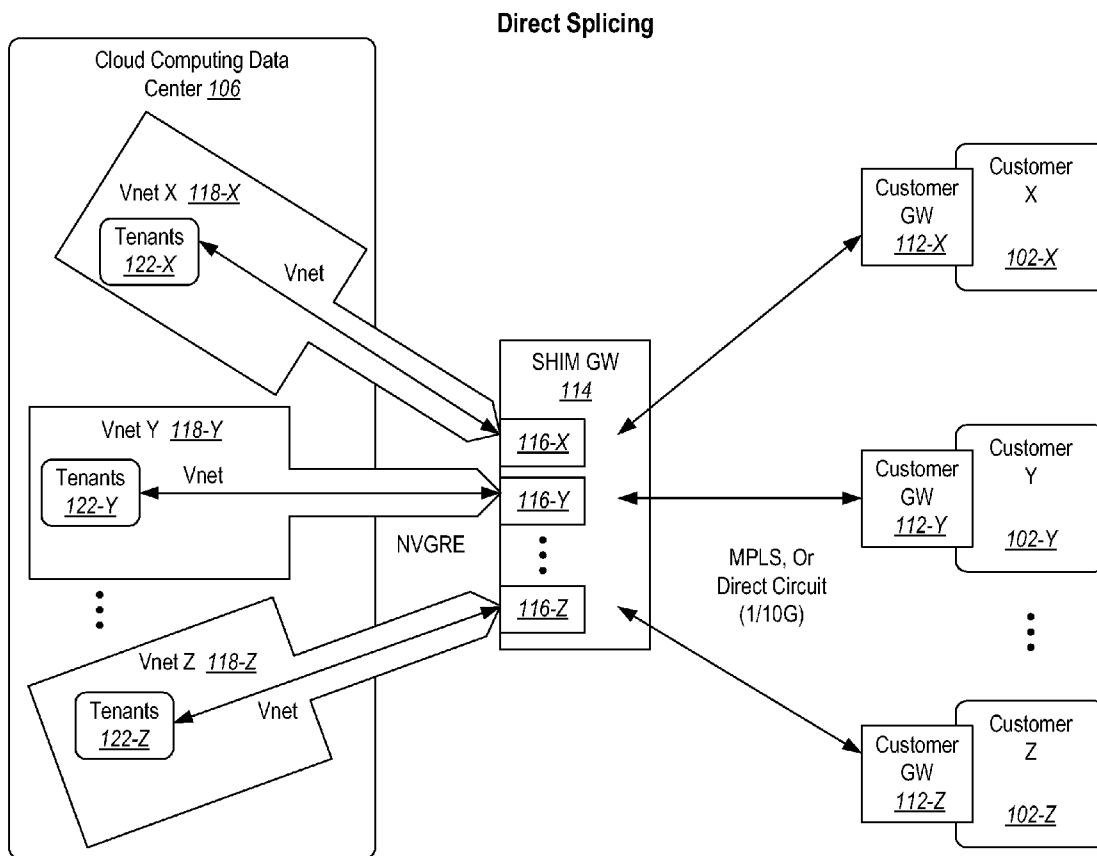 Direct Splicing
Cloud Computing Data
Center 106
Vnet X 118-X
Tenants
122-X
Vnet
Vnet Y 118-Y
Tenants
122-Y
Vnet
NVGRE
Vnet Z 118-Z
Tenants
122-Z
Vnet
SHIM GW
114
116-X
116-Y
116-Z
MPLS, Or
Direct Circuit
(1/10G)
Customer
GW
112-X
Customer
X
102-X
Customer
GW
112-Y
Customer
Y
102-Y
Customer
GW
112-Z
Customer
Z
102-Z